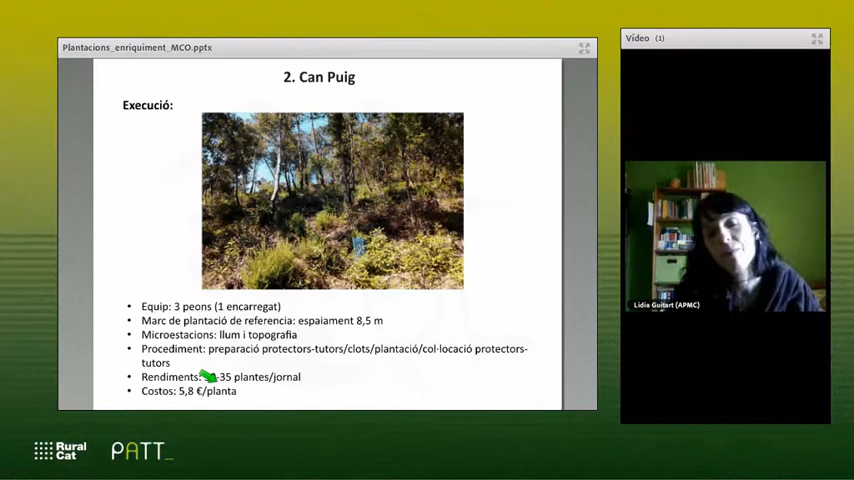 Plantacions_enriquiment_MCO.pptx
Vídeo (1)
2. Can Puig
Execució:
• Equip: 3 peons (1 encarregat)
• Marc de plantació de referencia: espaiament 8,5 m
• Microestacions: llum i topografia
• Procediment: preparació protectors-tutors/clots/plantació/col·locació protectors-
tutors
• Rendiments: -35 plantes/jornal
• Costos: 5,8 €/planta
Lidia Guitart (APMC)
Rural
Cat
PATT_